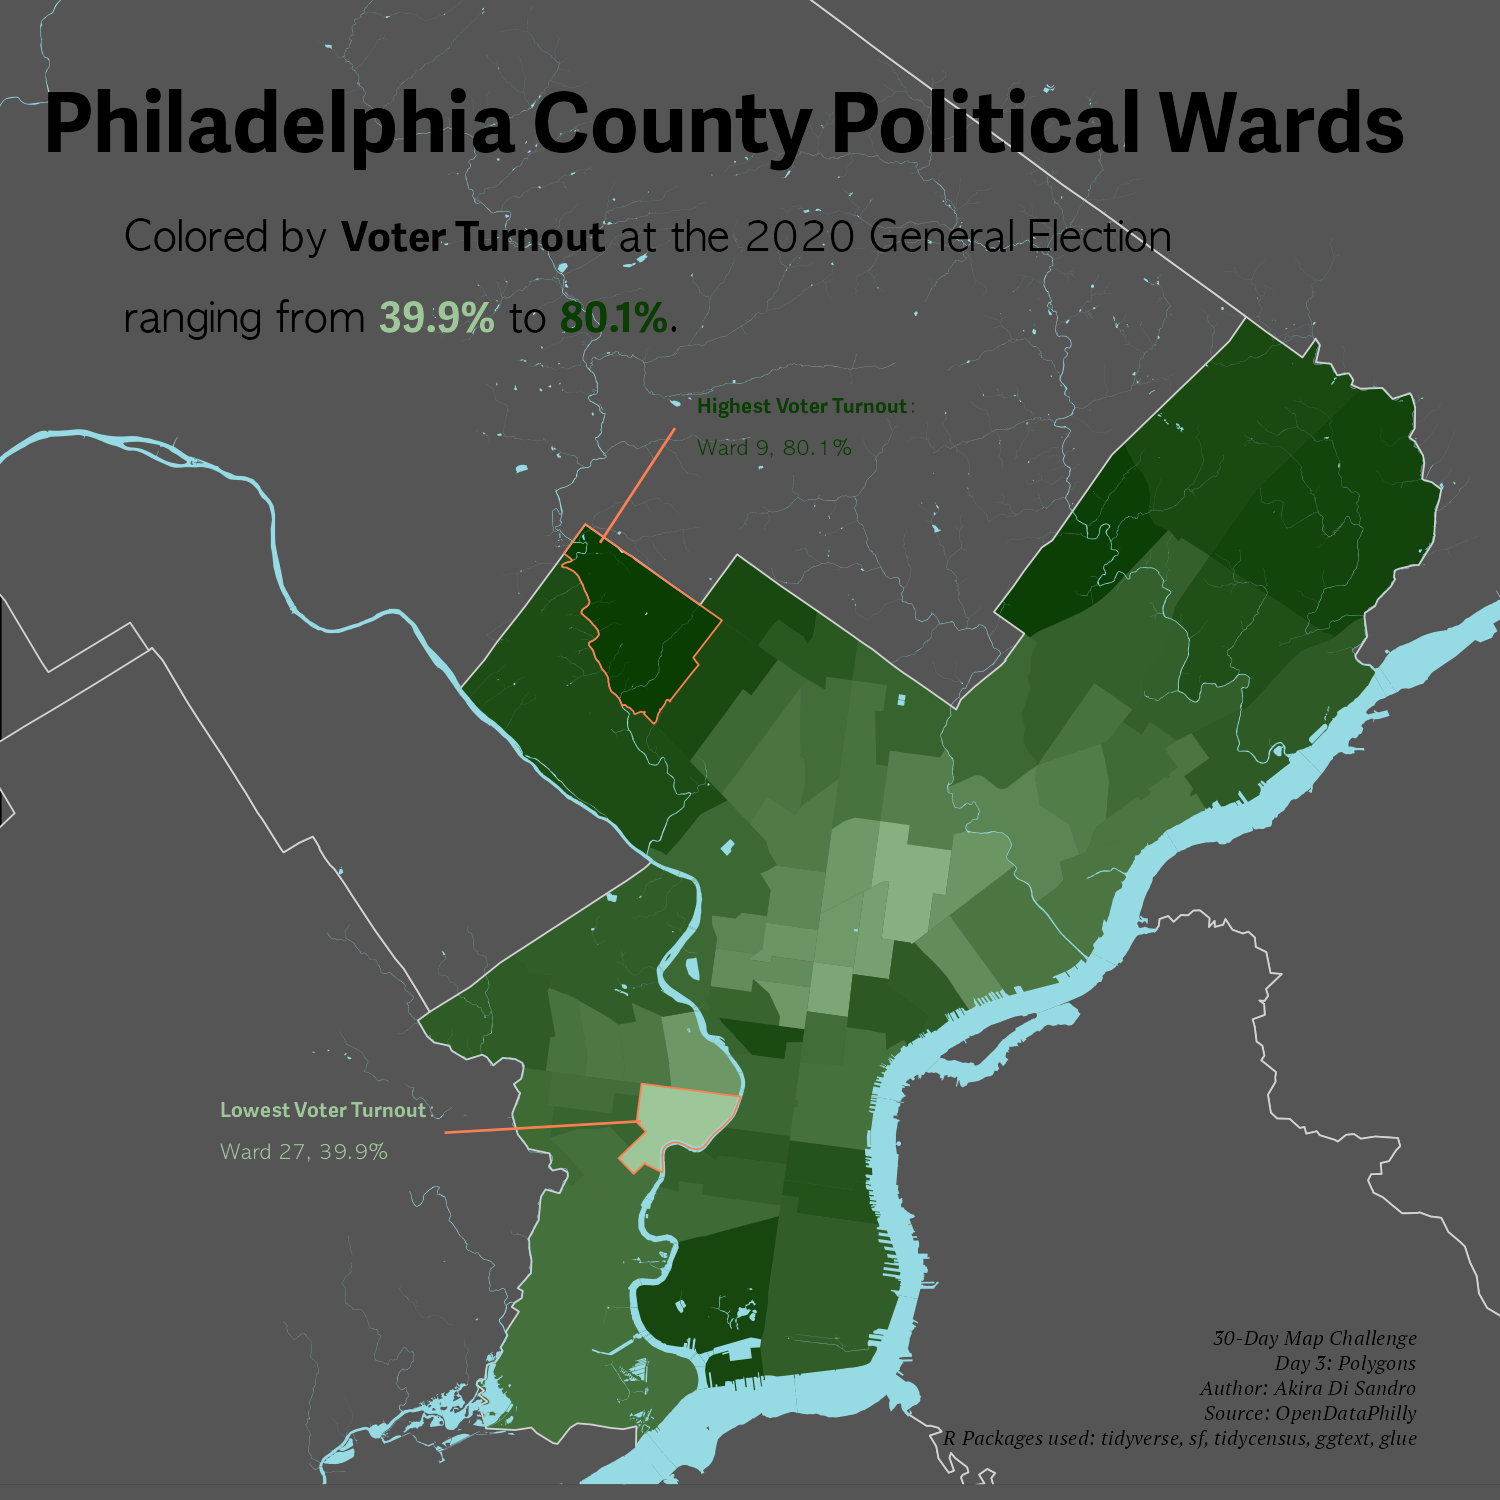 Philadelphia County Political Wards
Colored by Voter Turnout at the 2020 General Election
ranging from 39.9% to 80.1%.
Highest Voter Turnout:
Ward 9, 80.1%
Lowest Voter Turnout:
Ward 27, 39.9%
30-Day Map Challenge
Day 3: Polygons
Author: Akira Di Sandro
Source: OpenDataPhilly
R Packages used: tidyverse, sf, tidycensus, ggtext, glue